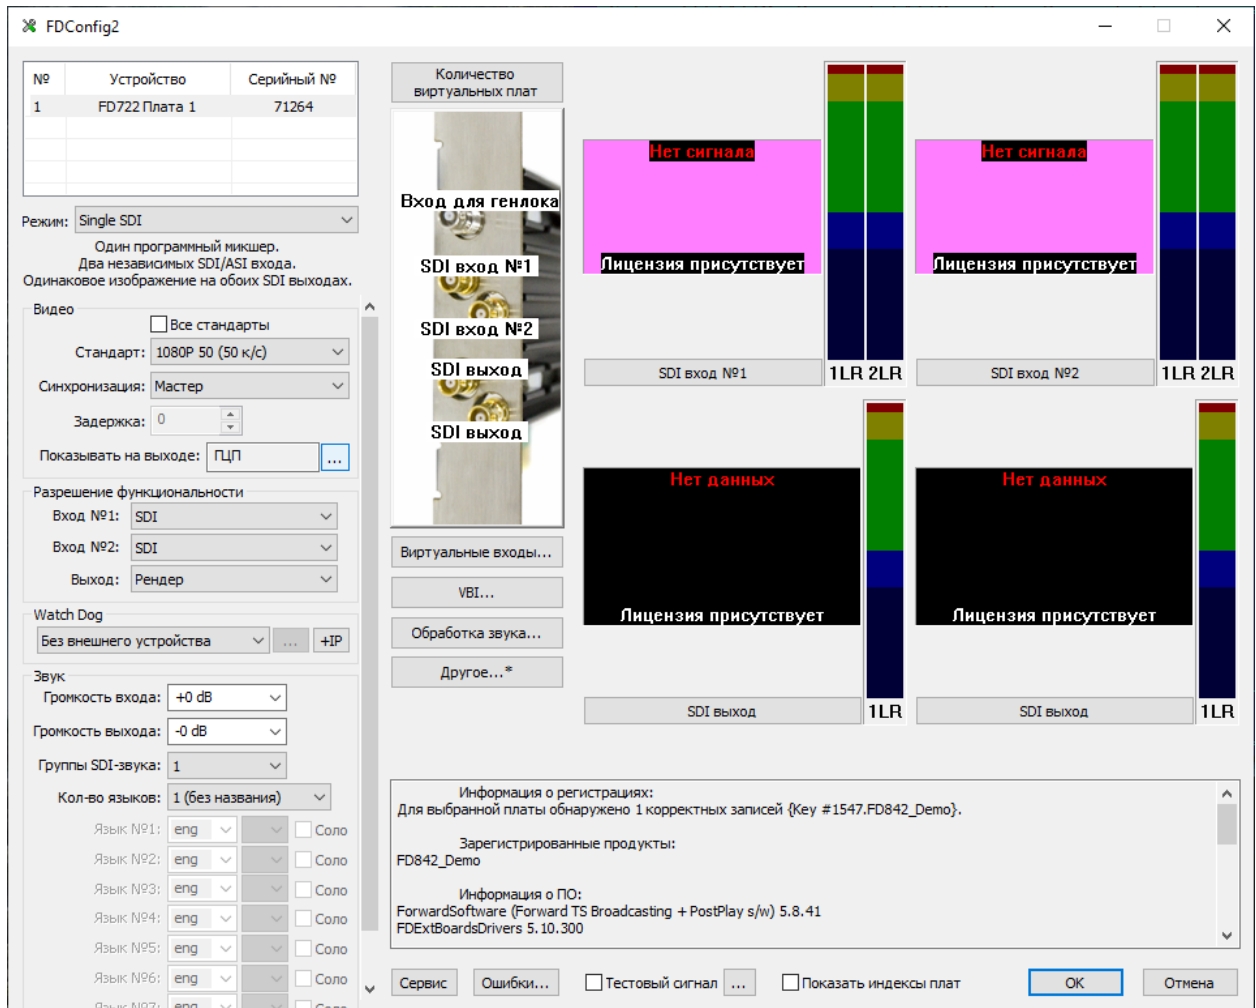 FDConfig2
№ Устройство Серийный №
1 FD722 Плата 1 71264
Режим: Single SDI
Один программный микшер.
Два независимых SDI/ASI входа.
Одинаковое изображение на обоих SDI выходах.
Видео
Все стандарты
Стандарт: 1080P 50 (50 к/с)
Синхронизация: Мастер
Задержка: 0
Показывать на выходе: ГЦП ...
Разрешение функциональности
Вход №1: SDI
Вход №2: SDI
Выход: Рендер
Watch Dog
Без внешнего устройства ... +IP
Звук
Громкость входа: +0 dB
Громкость выхода: -0 dB
Группы SDI-звука: 1
Кол-во языков: 1 (без названия)
Язык №1: eng Соло
Язык №2: eng Соло
Язык №3: eng Соло
Язык №4: eng Соло
Язык №5: eng Соло
Язык №6: eng Соло
Язык №7: eng Соло
Количество
виртуальных плат
Вход для генлока
SDI вход №1
SDI вход №2
SDI выход
SDI выход
Виртуальные входы...
VBI...
Обработка звука...
Другое...*
Нет сигнала
Лицензия присутствует
SDI вход №1 1LR 2LR
Нет сигнала
Лицензия присутствует
SDI вход №2 1LR 2LR
Нет данных
Лицензия присутствует
SDI выход 1LR
Нет данных
Лицензия присутствует
SDI выход 1LR
Информация о регистрациях:
Для выбранной платы обнаружено 1 корректных записей {Key #1547.FD842_Demo}.
Зарегистрированные продукты:
FD842_Demo
Информация о ПО:
ForwardSoftware (Forward TS Broadcasting + PostPlay s/w) 5.8.41
FDExtBoardsDrivers 5.10.300
Сервис Ошибки... Тестовый сигнал ... Показать индексы плат OK Отмена